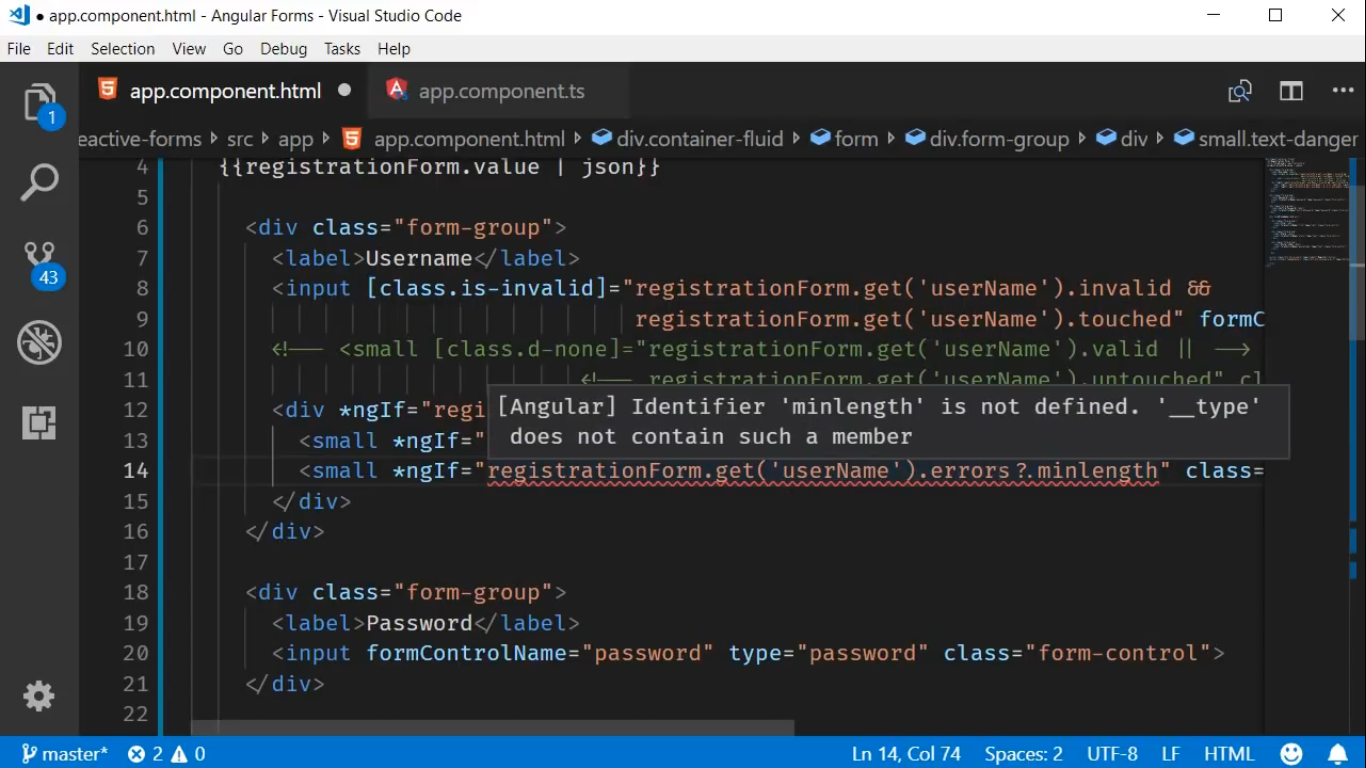 ● app.component.html - Angular Forms - Visual Studio Code
File Edit Selection View Go Debug Tasks Help
1
app.component.html ● app.component.ts
eactive-forms › src › app › app.component.html › div.container-fluid › form › div.form-group › div › small.text-danger
4 {{registrationForm.value | json}}
5
6 <div class="form-group">
7 <label>Username</label>
8 <input [class.is-invalid]="registrationForm.get('userName').invalid &&
9 registrationForm.get('userName').touched" formC
10 <!-- <small [class.d-none]="registrationForm.get('userName').valid || -->
11 <!-- registrationForm.get('userName').untouched" cl
12 <div *ngIf="regi
[Angular] Identifier 'minlength' is not defined. '__type'
does not contain such a member
13 <small *ngIf="
14 <small *ngIf="registrationForm.get('userName').errors?.minlength" class=
15 </div>
16 </div>
17
18 <div class="form-group">
19 <label>Password</label>
20 <input formControlName="password" type="password" class="form-control">
21 </div>
22
43
master* 2 0 Ln 14, Col 74 Spaces: 2 UTF-8 LF HTML